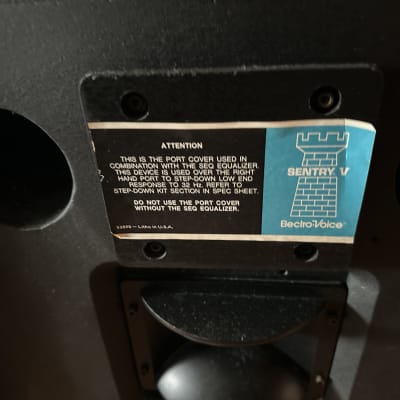 ATTENTION
THIS IS THE PORT COVER USED IN
COMBINATION WITH THE SEQ EQUALIZER.
THIS DEVICE IS USED OVER THE RIGHT
HAND PORT TO STEP-DOWN LOW END
RESPONSE TO 32 Hz. REFER TO
STEP-DOWN KIT SECTION IN SPEC SHEET.
DO NOT USE THE PORT COVER
WITHOUT THE SEQ EQUALIZER.
— Litho in U.S.A.
SENTRY V
Electro-Voice®